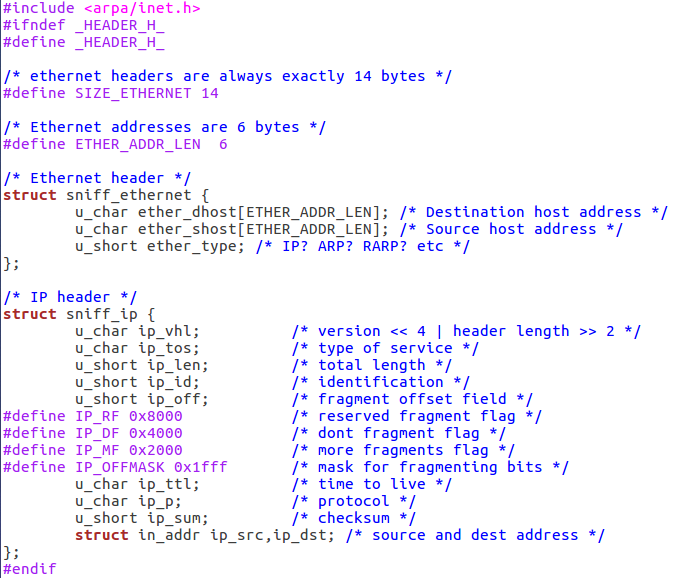 #include <arpa/inet.h>
#ifndef _HEADER_H_
#define _HEADER_H_

/* ethernet headers are always exactly 14 bytes */
#define SIZE_ETHERNET 14

/* Ethernet addresses are 6 bytes */
#define ETHER_ADDR_LEN  6

/* Ethernet header */
struct sniff_ethernet {
        u_char ether_dhost[ETHER_ADDR_LEN]; /* Destination host address */
        u_char ether_shost[ETHER_ADDR_LEN]; /* Source host address */
        u_short ether_type; /* IP? ARP? RARP? etc */
};

/* IP header */
struct sniff_ip {
        u_char ip_vhl;          /* version << 4 | header length >> 2 */
        u_char ip_tos;          /* type of service */
        u_short ip_len;         /* total length */
        u_short ip_id;          /* identification */
        u_short ip_off;         /* fragment offset field */
#define IP_RF 0x8000            /* reserved fragment flag */
#define IP_DF 0x4000            /* dont fragment flag */
#define IP_MF 0x2000            /* more fragments flag */
#define IP_OFFMASK 0x1fff       /* mask for fragmenting bits */
        u_char ip_ttl;          /* time to live */
        u_char ip_p;            /* protocol */
        u_short ip_sum;         /* checksum */
        struct in_addr ip_src,ip_dst; /* source and dest address */
};
#endif